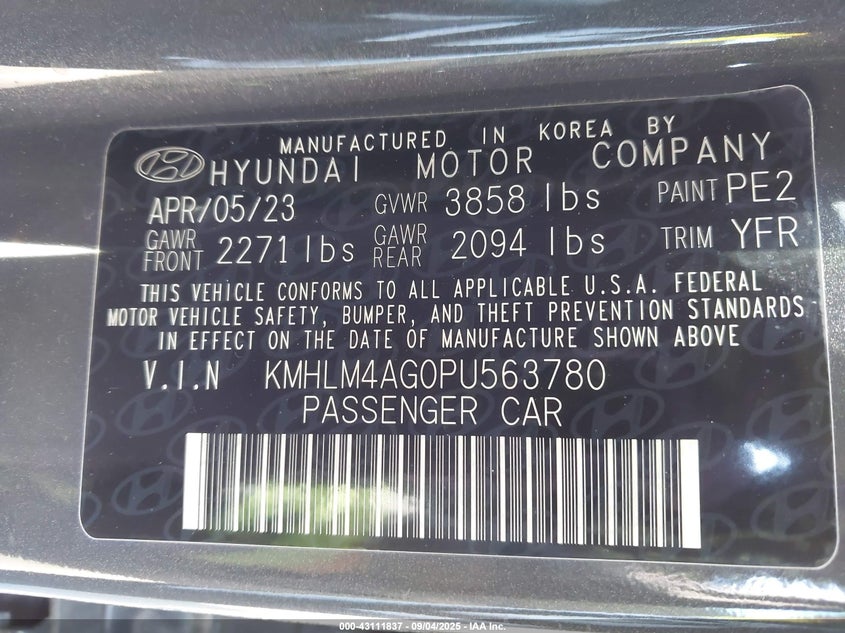 MANUFACTURED IN KOREA BY
HYUNDAI MOTOR COMPANY
APR/05/23 GVWR 3858 lbs PAINT PE2
GAWR FRONT 2271 lbs GAWR REAR 2094 lbs TRIM YFR
THIS VEHICLE CONFORMS TO ALL APPLICABLE U.S.A. FEDERAL
MOTOR VEHICLE SAFETY, BUMPER, AND THEFT PREVENTION STANDARDS
IN EFFECT ON THE DATE OF MANUFACTURE SHOWN ABOVE
V.I.N KMHLM4AG0PU563780
PASSENGER CAR
000-43111837 - 09/04/2025 - IAA Inc.